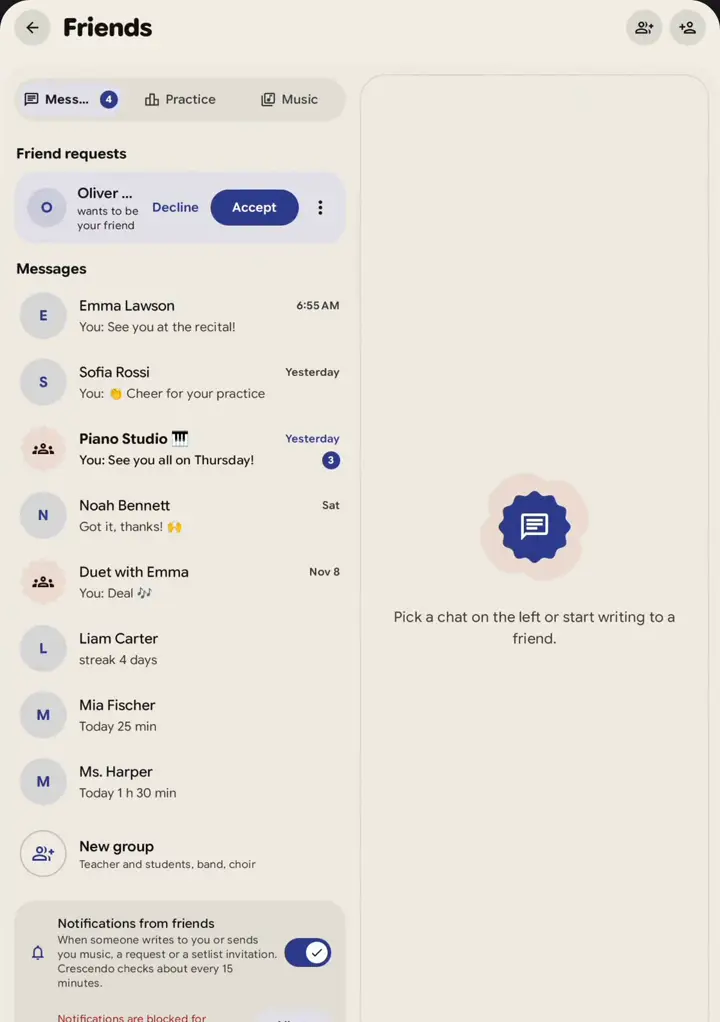 Friends
Mess... 4
Practice
Music
Friend requests
O
Oliver ...
wants to be
your friend
Decline
Accept
Messages
E
Emma Lawson
6:55 AM
You: See you at the recital!
S
Sofia Rossi
Yesterday
You: 👏 Cheer for your practice
Piano Studio 🎹
Yesterday
You: See you all on Thursday!
3
N
Noah Bennett
Sat
Got it, thanks! 🙌
Duet with Emma
Nov 8
You: Deal 🎶
L
Liam Carter
streak 4 days
M
Mia Fischer
Today 25 min
M
Ms. Harper
Today 1 h 30 min
New group
Teacher and students, band, choir
Notifications from friends
When someone writes to you or sends
you music, a request or a setlist invitation.
Crescendo checks about every 15
minutes.
Notifications are blocked for
Pick a chat on the left or start writing to a
friend.